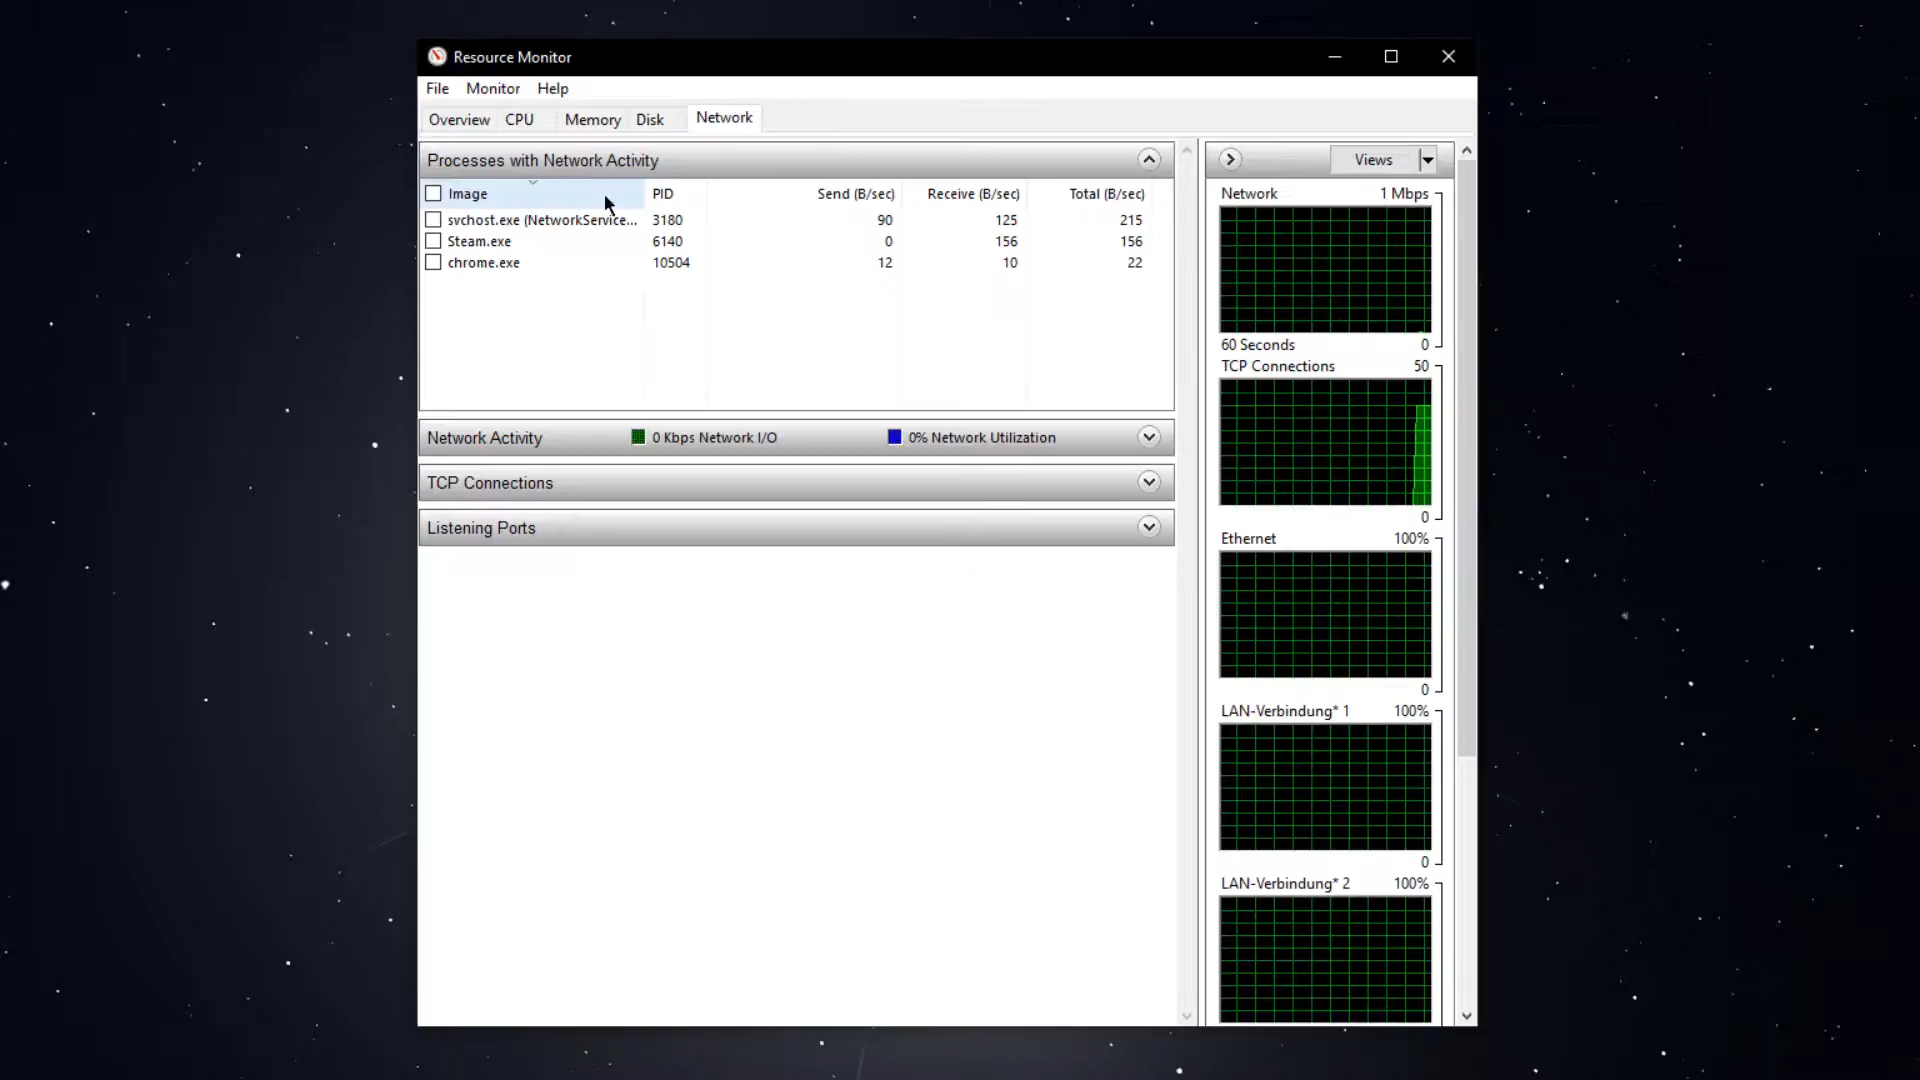 Resource Monitor
File Monitor Help
Overview CPU Memory Disk Network
Processes with Network Activity
Image PID Send (B/sec) Receive (B/sec) Total (B/sec)
svchost.exe (NetworkService... 3180 90 125 215
Steam.exe 6140 0 156 156
chrome.exe 10504 12 10 22
Network Activity 0 Kbps Network I/O 0% Network Utilization
TCP Connections
Listening Ports
Views
Network 1 Mbps
60 Seconds 0
TCP Connections 50
0
Ethernet 100%
0
LAN-Verbindung* 1 100%
0
LAN-Verbindung* 2 100%